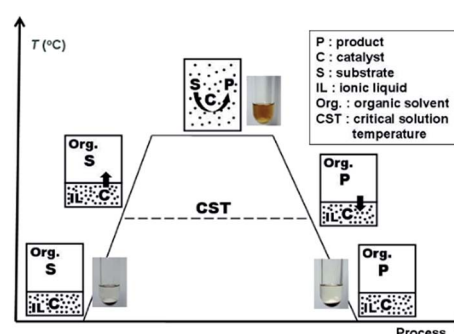 T (°C)
P : product
C : catalyst
S : substrate
IL : ionic liquid
Org. : organic solvent
CST : critical solution
temperature
S P
C
Org.
S
IL C
Org.
P
IL C
CST
Org.
S
IL C
Org.
P
IL C
Process